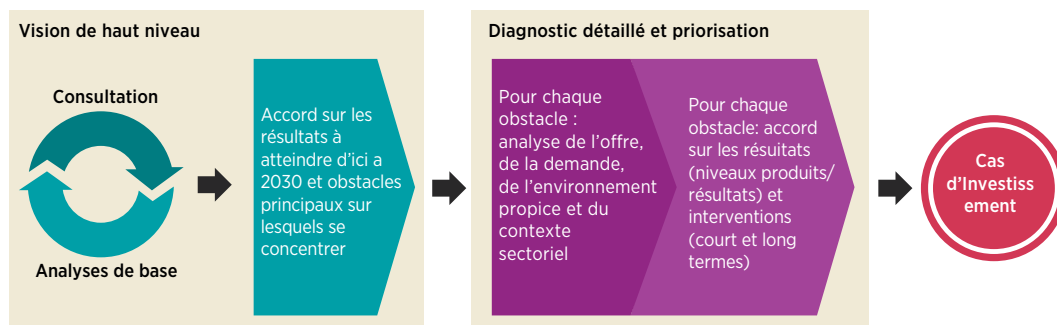 Vision de haut niveau
Consultation
Analyses de base
Accord sur les
résultats à
atteindre d'ici a
2030 et obstacles
principaux sur
lesquels se
concentrer
Diagnostic détaillé et priorisation
Pour chaque
obstacle :
analyse de l'offre,
de la demande,
de l'environnement
propice et du
contexte
sectoriel
Pour chaque
obstacle: accord
sur les résuitats
(niveaux produits/
résultats) et
interventions
(court et long
termes)
Cas
d'Investiss
ement